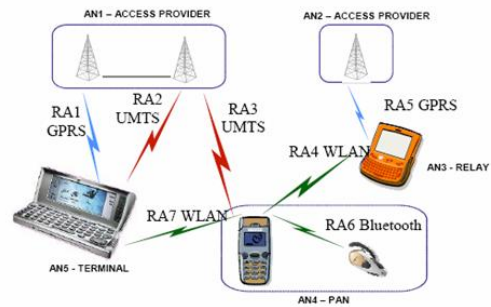 AN1 – ACCESS PROVIDER
AN2 – ACCESS PROVIDER
RA1
GPRS
RA2
UMTS
RA3
UMTS
RA5 GPRS
RA4 WLAN
AN3 - RELAY
RA7 WLAN
RA6 Bluetooth
AN5 - TERMINAL
AN4 – PAN